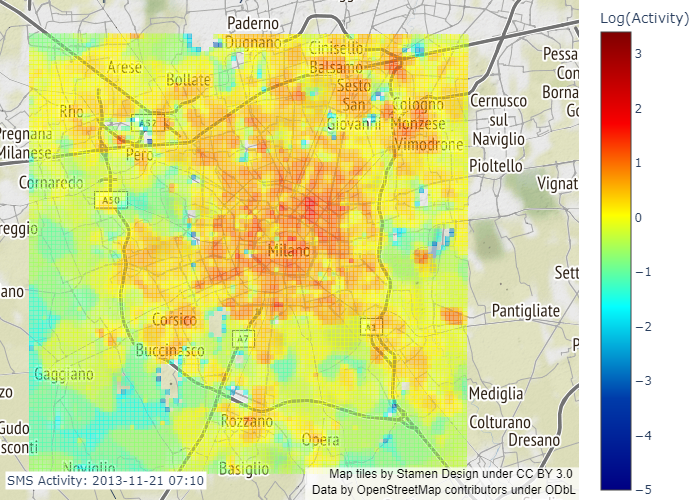 Log(Activity)
Paderno
Dugnano
Cinisello
Balsamo
Arese
Bollate
Sesto
San
Giovanni
Cologno
Monzese
Vimodrone
Cernusco
sul
Naviglio
Pessa
Con
Borna
Go
Rho
A52
Pregnana
Milanese
Pero
Pioltello
Cornaredo
A50
Vignat
reggio
Milano
Sett
ano
Pantigliate
Corsico
A7
A1
Buccinasco
P
Gaggiano
zo
Mediglia
Rozzano
Colturano
Gudo
Opera
Dresano
sconti
Noviglio
Basiglio
SMS Activity: 2013-11-21 07:10
Map tiles by Stamen Design under CC BY 3.0
Data by OpenStreetMap contributors under ODbL
3
2
1
0
−1
−2
−3
−4
−5